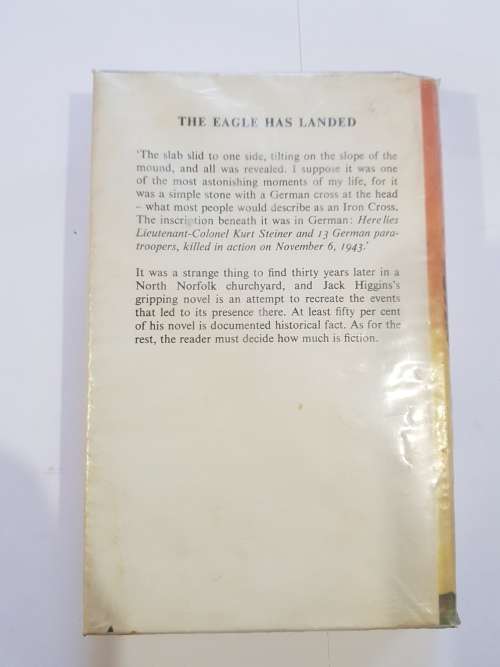 THE EAGLE HAS LANDED
'The slab slid to one side, tilting on the slope of the
mound, and all was revealed. I suppose it was one
of the most astonishing moments of my life, for it
was a simple stone with a German cross at the head
– what most people would describe as an Iron Cross.
The inscription beneath it was in German: Here lies
Lieutenant-Colonel Kurt Steiner and 13 German para-
troopers, killed in action on November 6, 1943.'
It was a strange thing to find thirty years later in a
North Norfolk churchyard, and Jack Higgins's
gripping novel is an attempt to recreate the events
that led to its presence there. At least fifty per cent
of his novel is documented historical fact. As for the
rest, the reader must decide how much is fiction.